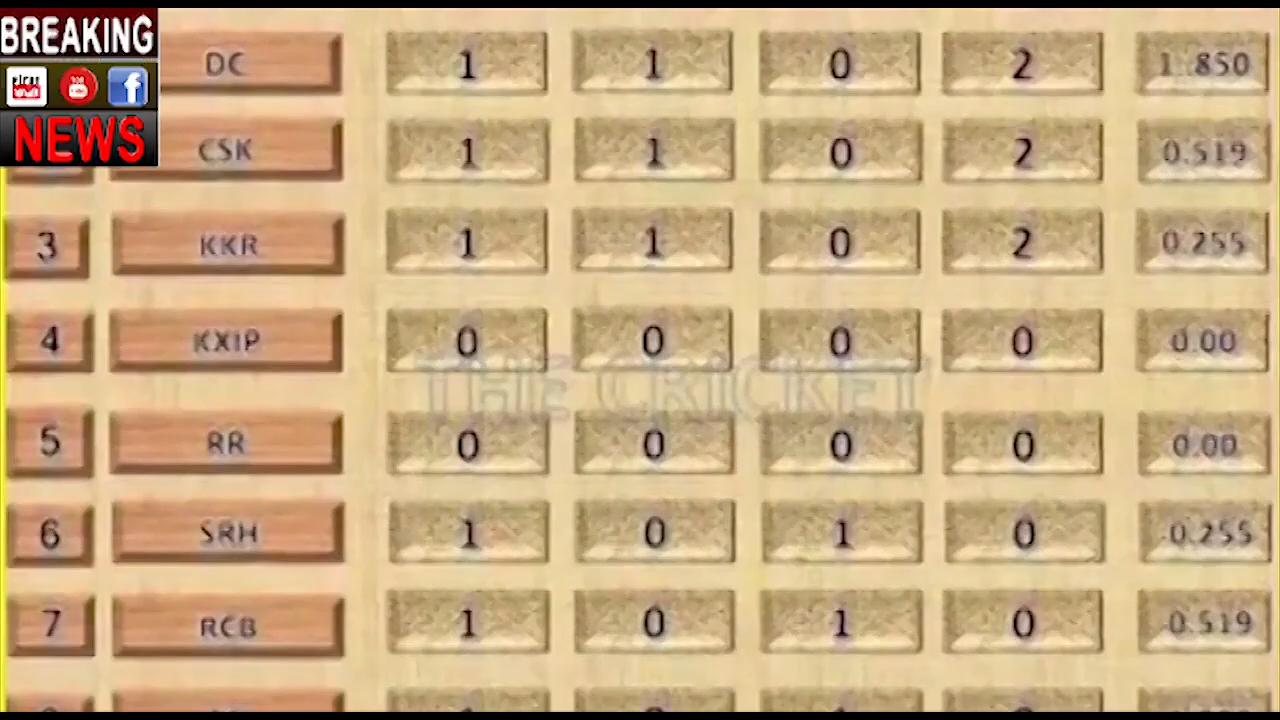 BREAKING
NEWS
DC 1 1 0 2 1.850
CSK 1 1 0 2 0.519
3 KKR 1 1 0 2 0.255
4 KXIP 0 0 0 0 0.00
THE CRICKET
5 RR 0 0 0 0 0.00
6 SRH 1 0 1 0 -0.255
7 RCB 1 0 1 0 -0.519